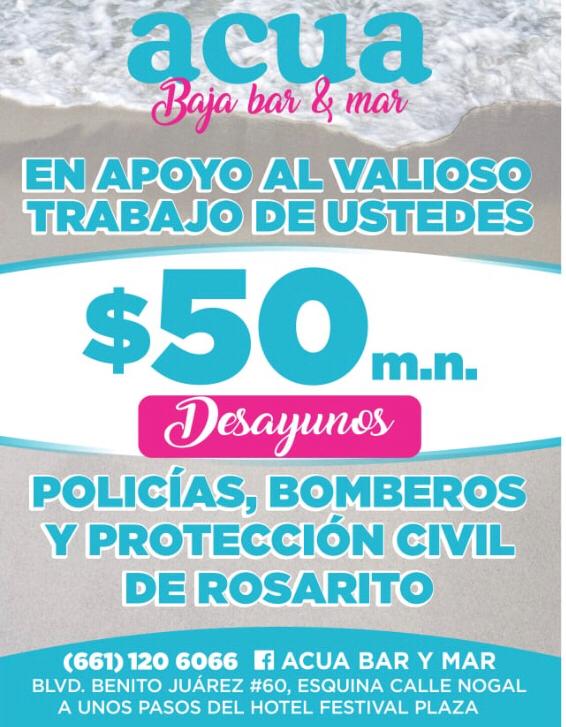 acua
Baja bar & mar
EN APOYO AL VALIOSO
TRABAJO DE USTEDES
$50 m.n.
Desayunos
POLICÍAS, BOMBEROS
Y PROTECCIÓN CIVIL
DE ROSARITO
(661) 120 6066 ACUA BAR Y MAR
BLVD. BENITO JUÁREZ #60, ESQUINA CALLE NOGAL
A UNOS PASOS DEL HOTEL FESTIVAL PLAZA